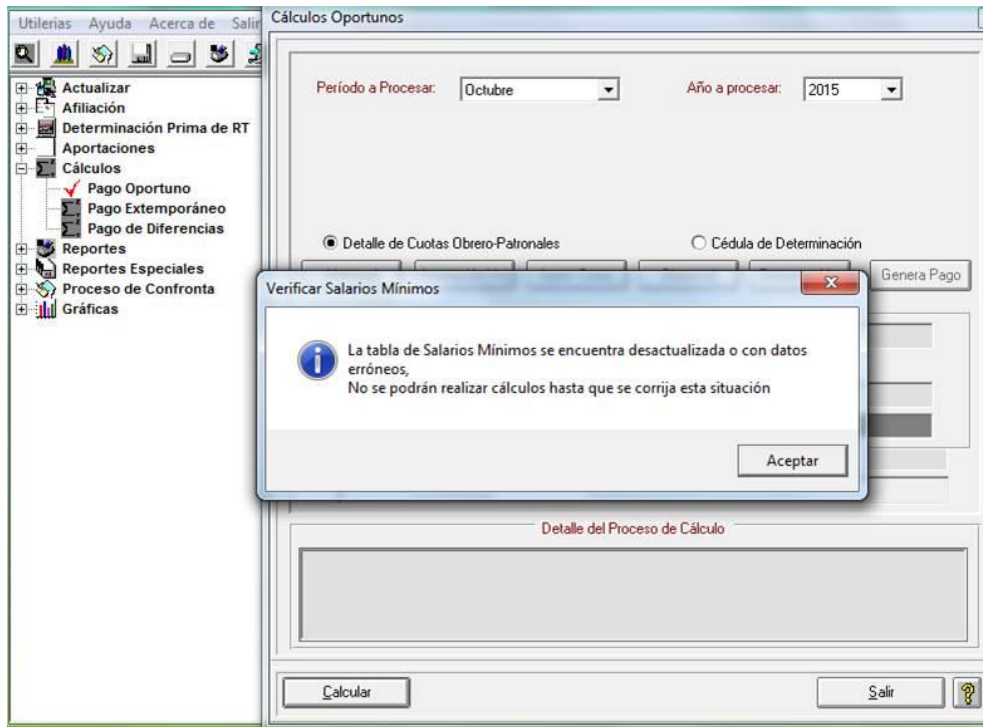 Utilerias Ayuda Acerca de Salir
Cálculos Oportunos
Actualizar
Afiliación
Determinación Prima de RT
Aportaciones
Cálculos
Pago Oportuno
Pago Extemporáneo
Pago de Diferencias
Reportes
Reportes Especiales
Proceso de Confronta
Gráficas
Período a Procesar: Octubre
Año a procesar: 2015
Detalle de Cuotas Obrero-Patronales
Cédula de Determinación
Genera Pago
Verificar Salarios Mínimos
La tabla de Salarios Mínimos se encuentra desactualizada o con datos
erróneos,
No se podrán realizar cálculos hasta que se corrija esta situación
Aceptar
Detalle del Proceso de Cálculo
Calcular
Salir